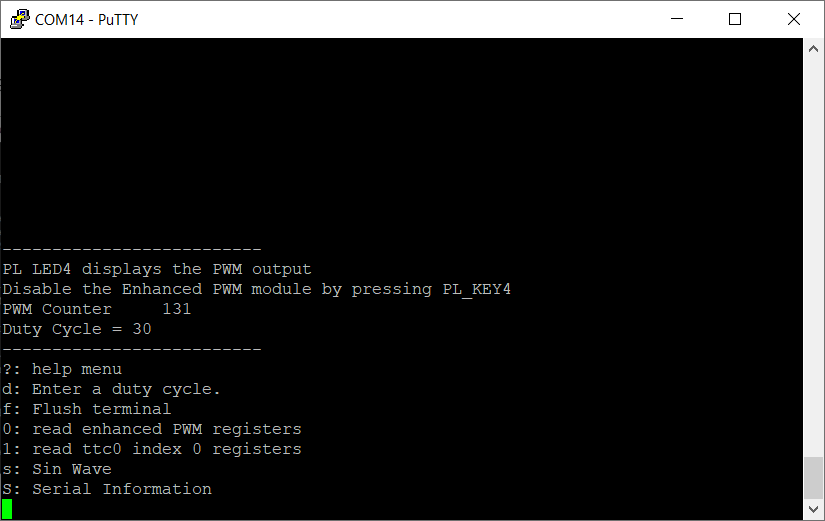 COM14 - PuTTY
--------------------------
PL LED4 displays the PWM output
Disable the Enhanced PWM module by pressing PL_KEY4
PWM Counter     131
Duty Cycle = 30
--------------------------
?: help menu
d: Enter a duty cycle.
f: Flush terminal
0: read enhanced PWM registers
1: read ttc0 index 0 registers
s: Sin Wave
S: Serial Information